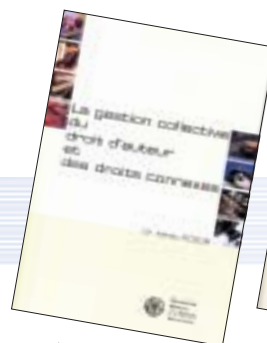 La gestion collective
du
droit d'auteur
et
des droits connexes